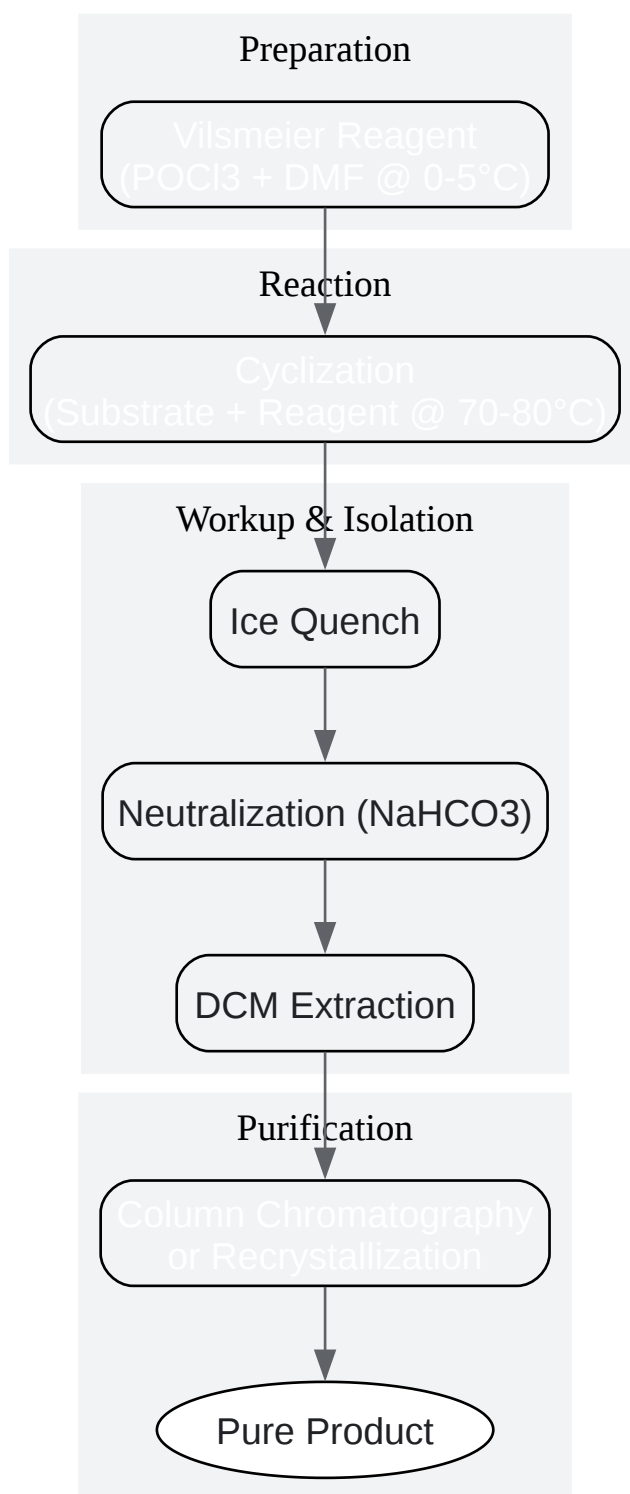 Preparation
Vilsmeier Reagent
(POCl3 + DMF @ 0-5°C)
Reaction
Cyclization
(Substrate + Reagent @ 70-80°C)
Workup & Isolation
Ice Quench
Neutralization (NaHCO3)
DCM Extraction
Purification
Column Chromatography
or Recrystallization
Pure Product